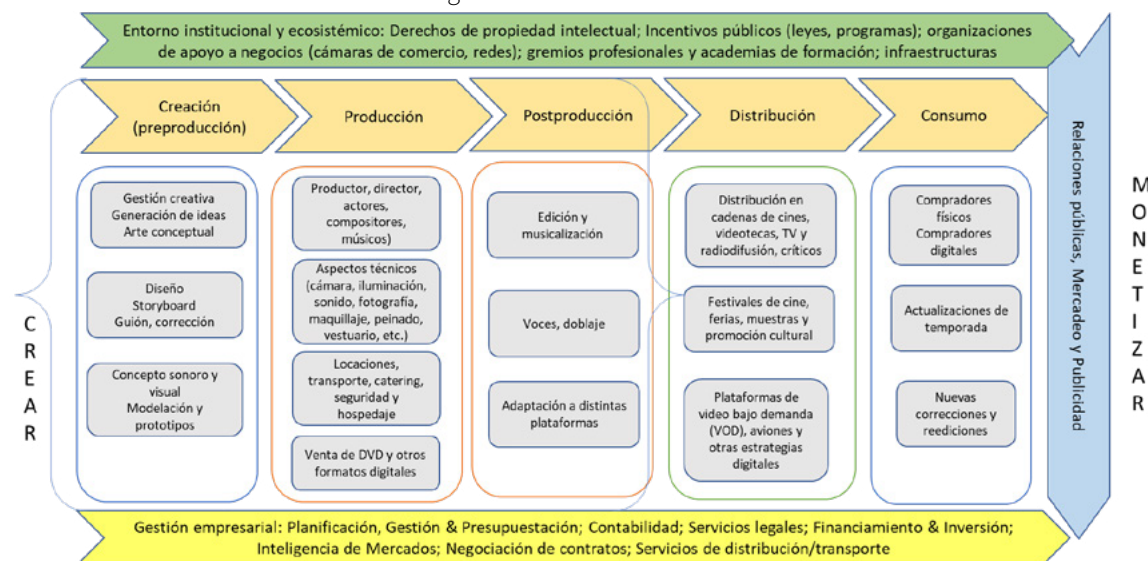 Entorno institucional y ecosistémico: Derechos de propiedad intelectual; Incentivos públicos (leyes, programas); organizaciones
de apoyo a negocios (cámaras de comercio, redes); gremios profesionales y academias de formación; infraestructuras
Creación
(preproducción)
Producción
Postproducción
Distribución
Consumo
Gestión creativa
Generación de ideas
Arte conceptual
Diseño
Storyboard
Guión, corrección
Concepto sonoro y
visual
Modelación y
prototipos
Productor, director,
actores,
compositores,
músicos)
Aspectos técnicos
(cámara, iluminación,
sonido, fotografía,
maquillaje, peinado,
vestuario, etc.)
Locaciones,
transporte, catering,
seguridad y
hospedaje
Venta de DVD y otros
formatos digitales
Edición y
musicalización
Voces, doblaje
Adaptación a distintas
plataformas
Distribución en
cadenas de cines,
videotecas, TV y
radiodifusión, críticos
Festivales de cine,
ferias, muestras y
promoción cultural
Plataformas de
video bajo demanda
(VOD), aviones y
otras estrategias
digitales
Compradores
físicos
Compradores
digitales
Actualizaciones de
temporada
Nuevas
correcciones y
reediciones
CREAR
Relaciones públicas, Mercadeo y Publicidad
MONETIZAR
Gestión empresarial: Planificación, Gestión & Presupuestación; Contabilidad; Servicios legales; Financiamiento & Inversión;
Inteligencia de Mercados; Negociación de contratos; Servicios de distribución/transporte